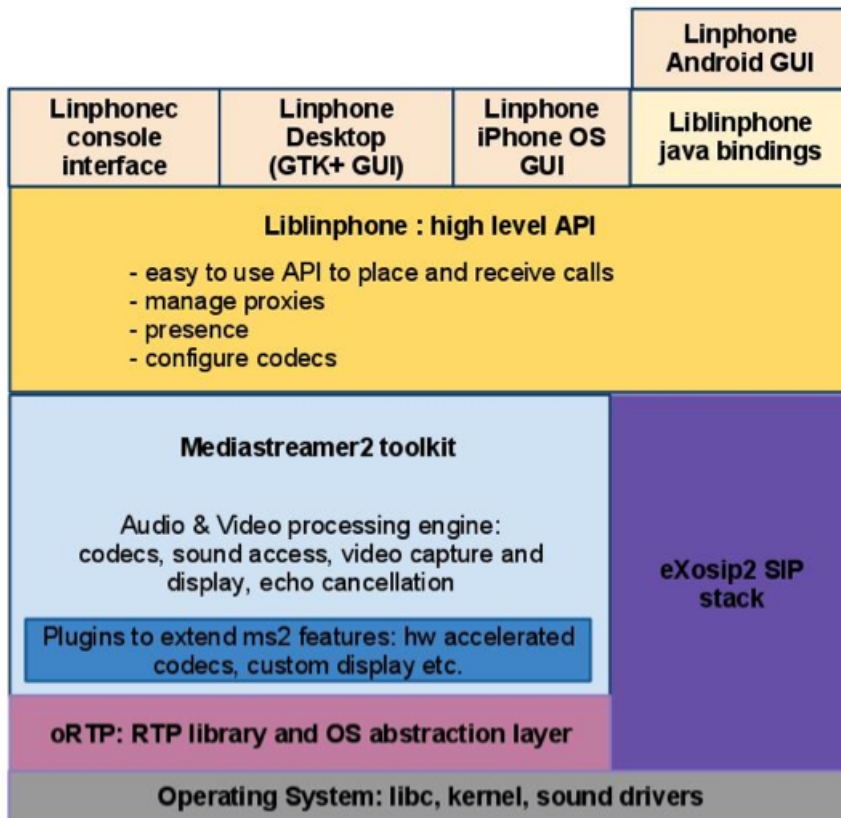 Linphone
Android GUI
Linphonec
console
interface
Linphone
Desktop
(GTK+ GUI)
Linphone
iPhone OS
GUI
Liblinphone
java bindings
Liblinphone : high level API
- easy to use API to place and receive calls
- manage proxies
- presence
- configure codecs
Mediastreamer2 toolkit
Audio & Video processing engine:
codecs, sound access, video capture and
display, echo cancellation
Plugins to extend ms2 features: hw accelerated
codecs, custom display etc.
eXosip2 SIP
stack
oRTP: RTP library and OS abstraction layer
Operating System: libc, kernel, sound drivers